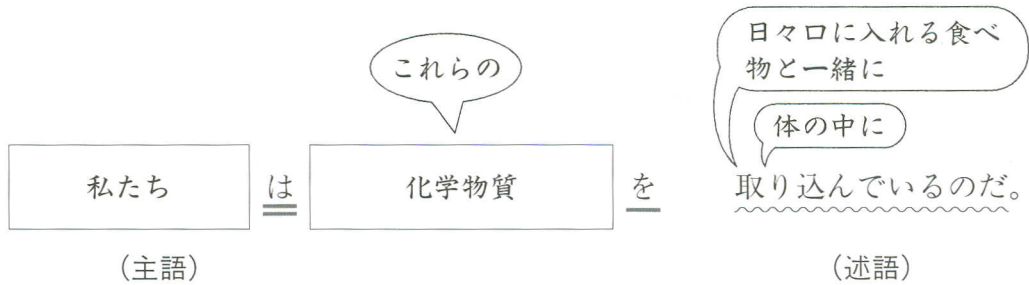 日々口に入れる食べ
物と一緒に
これらの
体の中に
私たち は 化学物質 を 取り込んでいるのだ。
(主語) (述語)